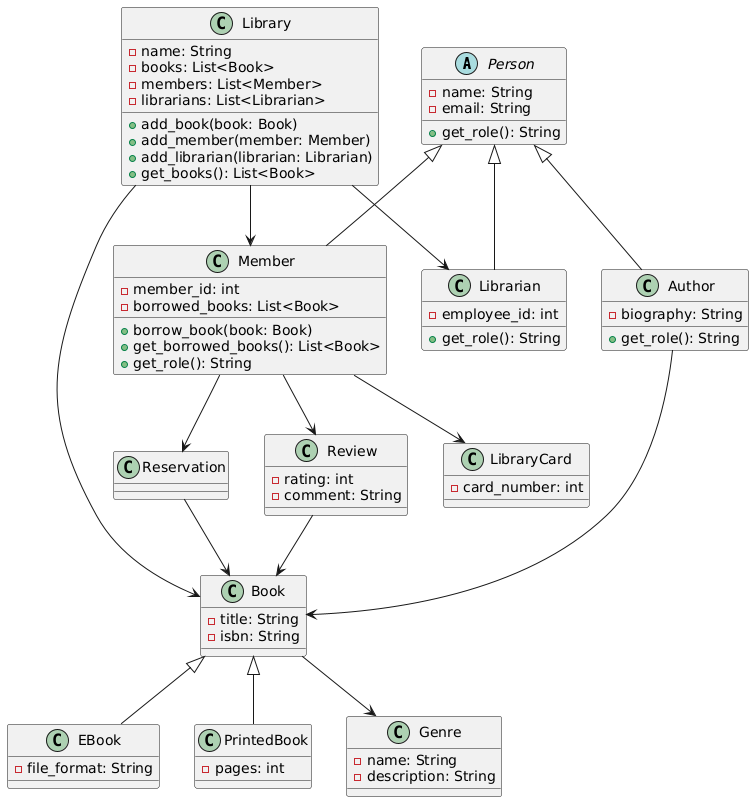 C Library
name: String
books: List<Book>
members: List<Member>
librarians: List<Librarian>
add_book(book: Book)
add_member(member: Member)
add_librarian(librarian: Librarian)
get_books(): List<Book>
A Person
name: String
email: String
get_role(): String
C Member
member_id: int
borrowed_books: List<Book>
borrow_book(book: Book)
get_borrowed_books(): List<Book>
get_role(): String
C Librarian
employee_id: int
get_role(): String
C Author
biography: String
get_role(): String
C Reservation
C Review
rating: int
comment: String
C LibraryCard
card_number: int
C Book
title: String
isbn: String
C EBook
file_format: String
C PrintedBook
pages: int
C Genre
name: String
description: String